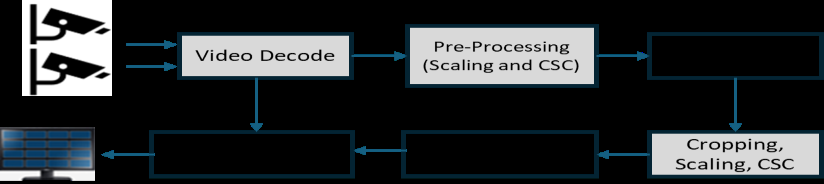 Video Decode
Pre-Processing
(Scaling and CSC)
Cropping,
Scaling, CSC